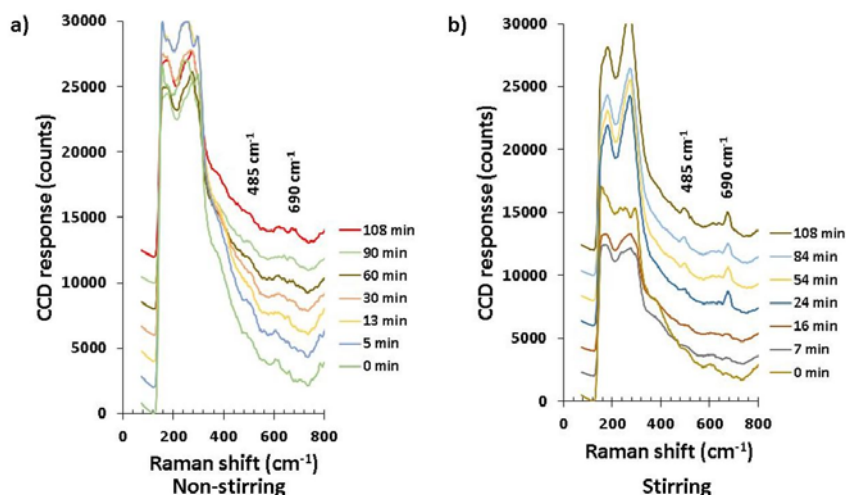 a)
30000
25000
20000
15000
10000
5000
0
CCD response (counts)
485 cm-1
690 cm-1
108 min
90 min
60 min
30 min
13 min
5 min
0 min
0 200 400 600 800
Raman shift (cm-1)
Non-stirring
b)
30000
25000
20000
15000
10000
5000
0
CCD responsse (counts)
485 cm-1
690 cm-1
108 min
84 min
54 min
24 min
16 min
7 min
0 min
0 200 400 600 800
Raman shift (cm-1)
Stirring